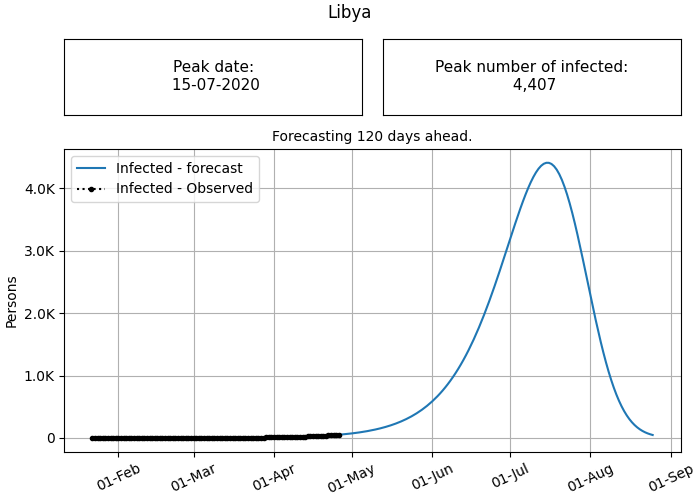 Libya
Peak date:
15-07-2020
Peak number of infected:
4,407
Forecasting 120 days ahead.
Infected - forecast
Infected - Observed
Persons
4.0K
3.0K
2.0K
1.0K
0
01-Feb
01-Mar
01-Apr
01-May
01-Jun
01-Jul
01-Aug
01-Sep